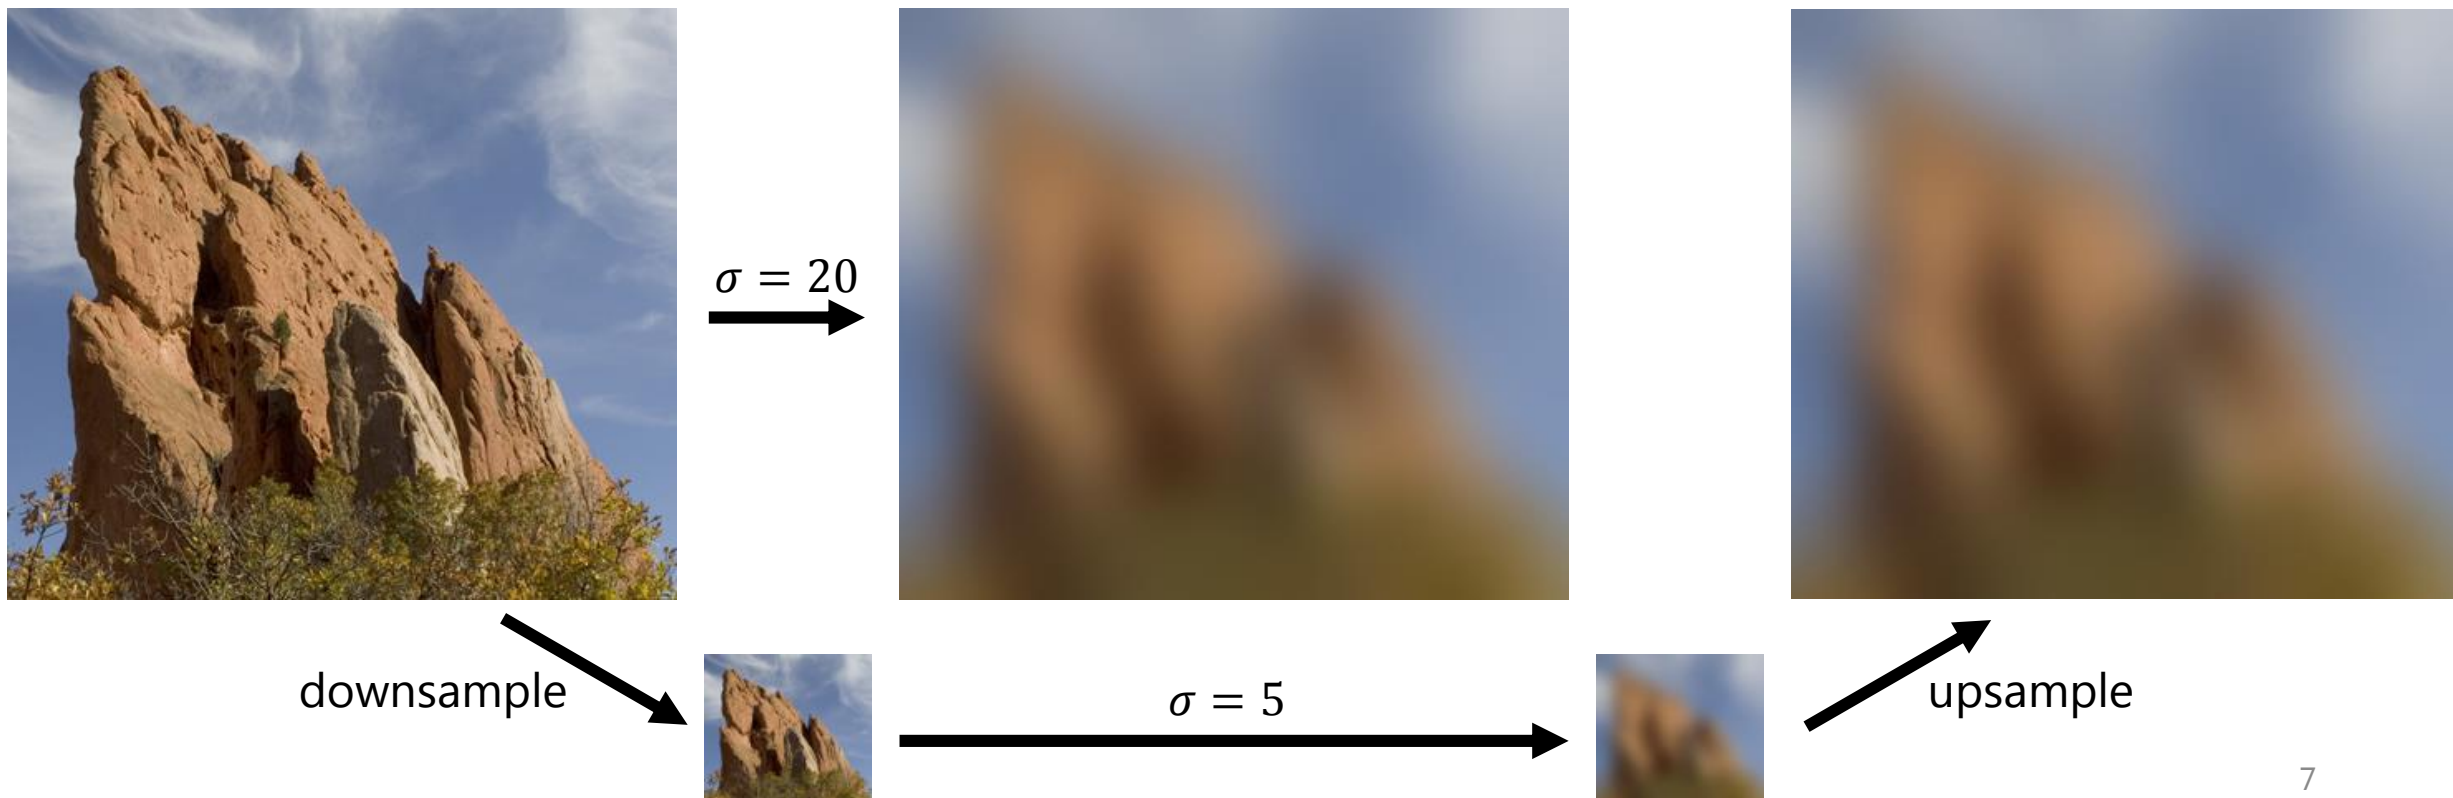 σ = 20
downsample
σ = 5
upsample
7